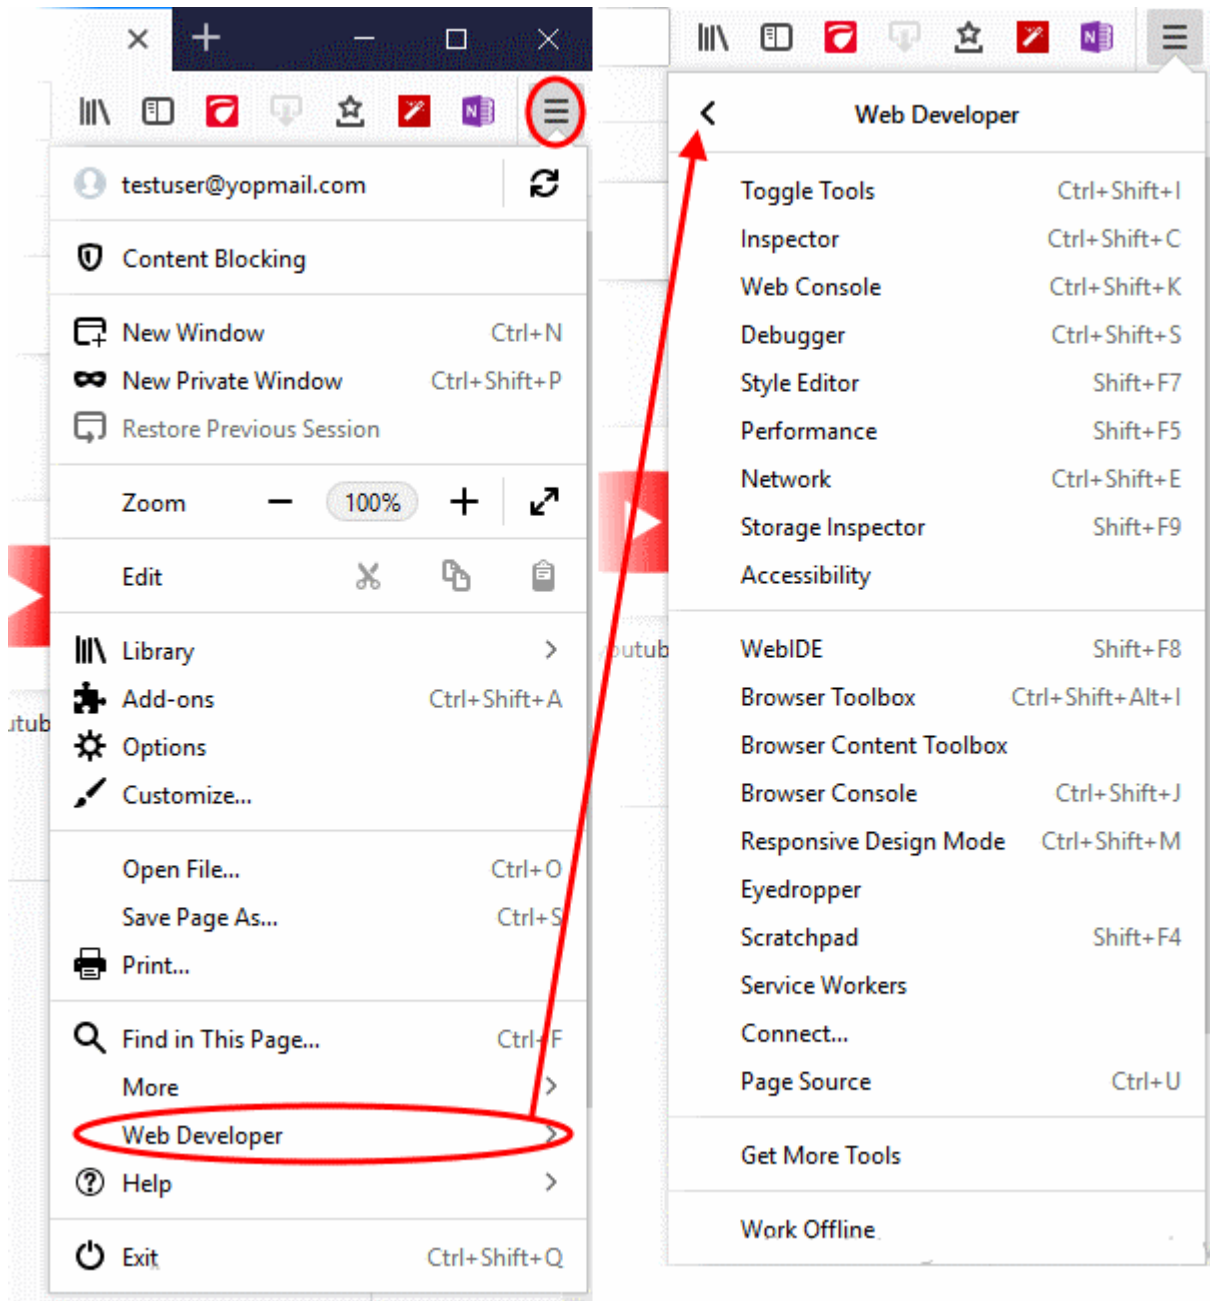 testuser@yopmail.com
Content Blocking
New Window Ctrl+N
New Private Window Ctrl+Shift+P
Restore Previous Session
Zoom 100%
Edit
Library
Add-ons Ctrl+Shift+A
Options
Customize...
Open File... Ctrl+O
Save Page As... Ctrl+S
Print...
Find in This Page... Ctrl+F
More
Web Developer
Help
Exit Ctrl+Shift+Q
utub
N
Web Developer
Toggle Tools Ctrl+Shift+I
Inspector Ctrl+Shift+C
Web Console Ctrl+Shift+K
Debugger Ctrl+Shift+S
Style Editor Shift+F7
Performance Shift+F5
Network Ctrl+Shift+E
Storage Inspector Shift+F9
Accessibility
WebIDE Shift+F8
Browser Toolbox Ctrl+Shift+Alt+I
Browser Content Toolbox
Browser Console Ctrl+Shift+J
Responsive Design Mode Ctrl+Shift+M
Eyedropper
Scratchpad Shift+F4
Service Workers
Connect...
Page Source Ctrl+U
Get More Tools
Work Offline
outub
N